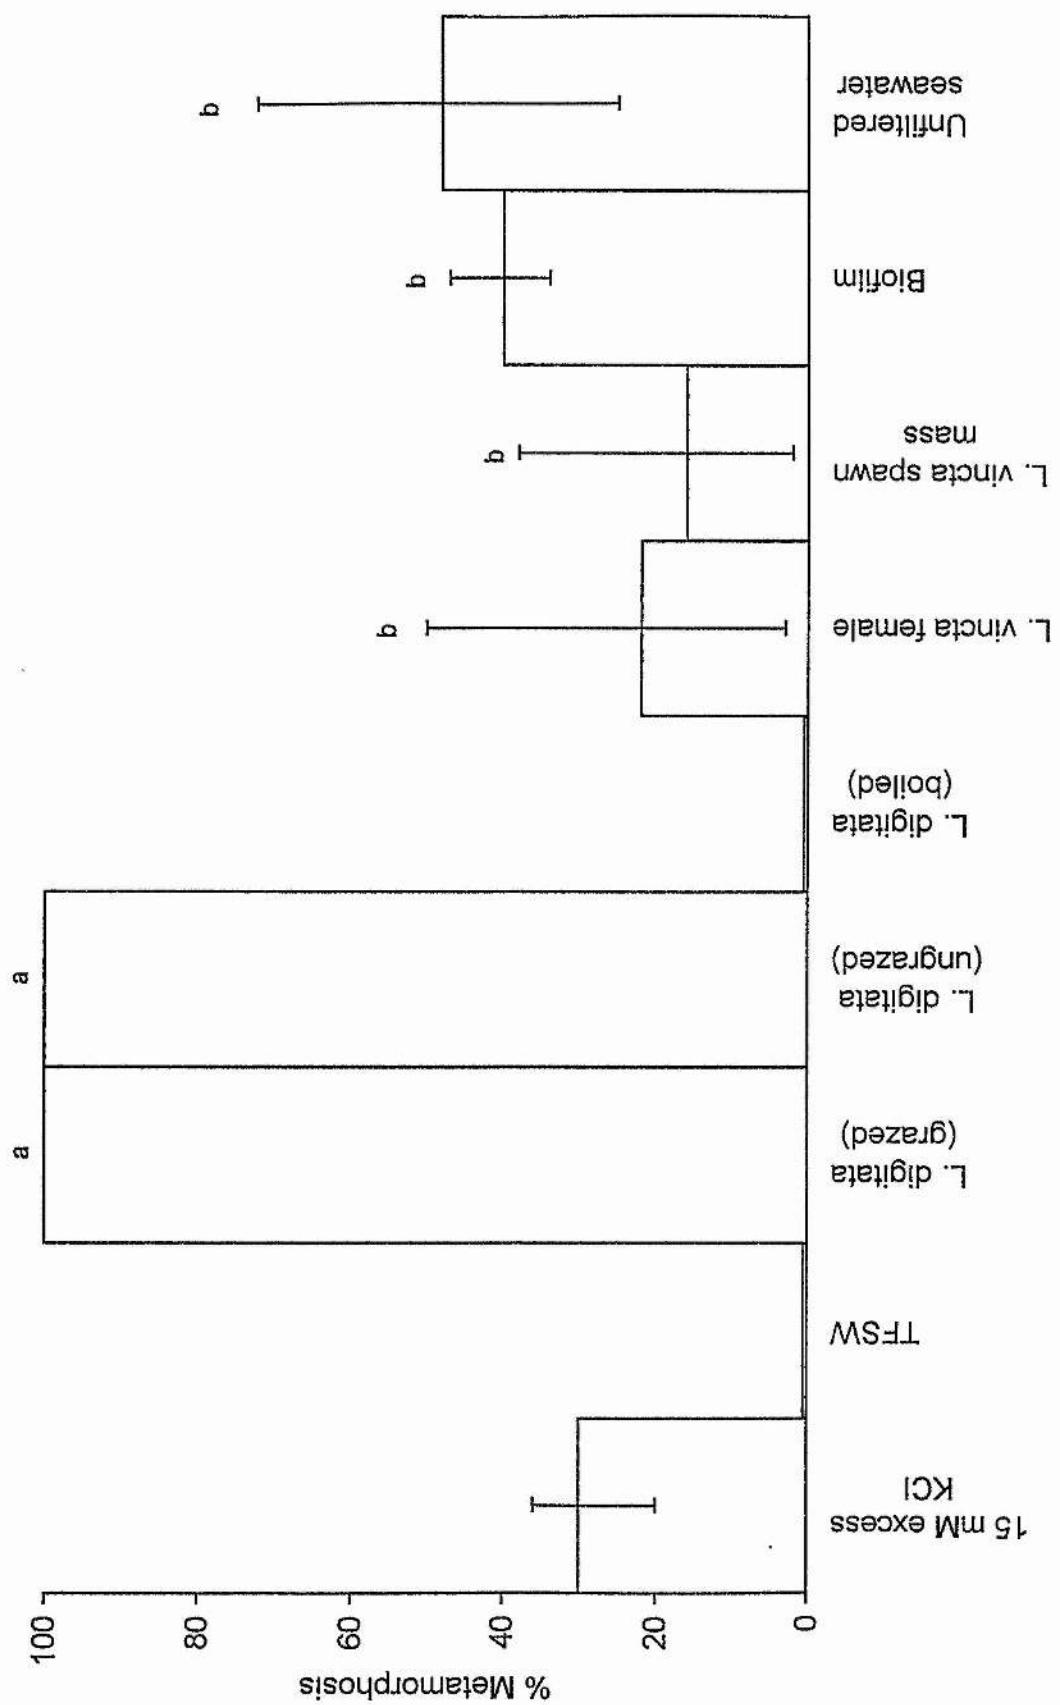 % Metamorphosis
100
80
60
40
20
0
a
a
b
b
b
b
15 mM excess
KCl
TFSW
L. digitata
(grazed)
L. digitata
(ungrazed)
L. digitata
(boiled)
L. vincta female
L. vincta spawn
mass
Biofilm
Unfiltered
seawater